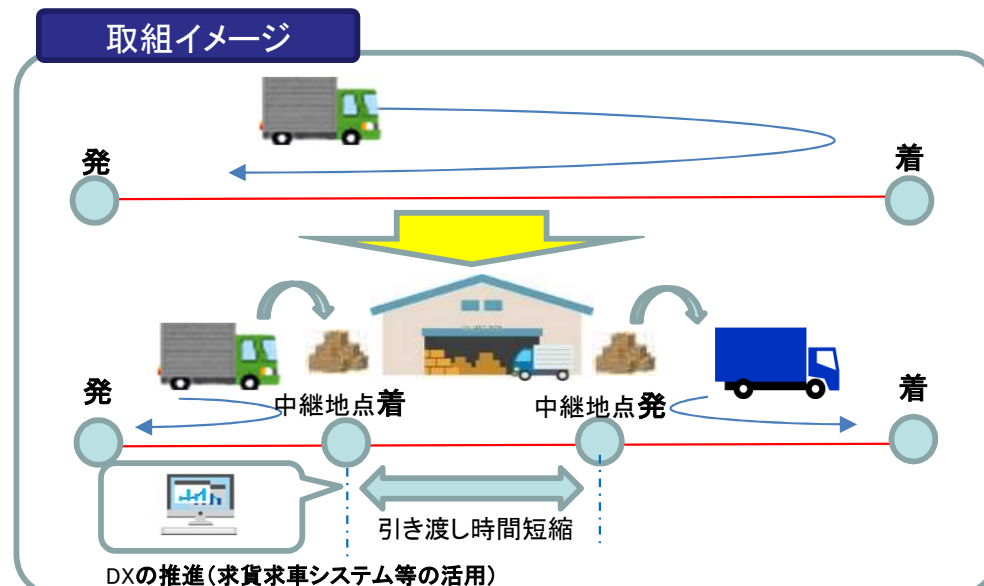 取組イメージ
発
着
発
中継地点着
中継地点発
着
引き渡し時間短縮
DXの推進(求貨求車システム等の活用)